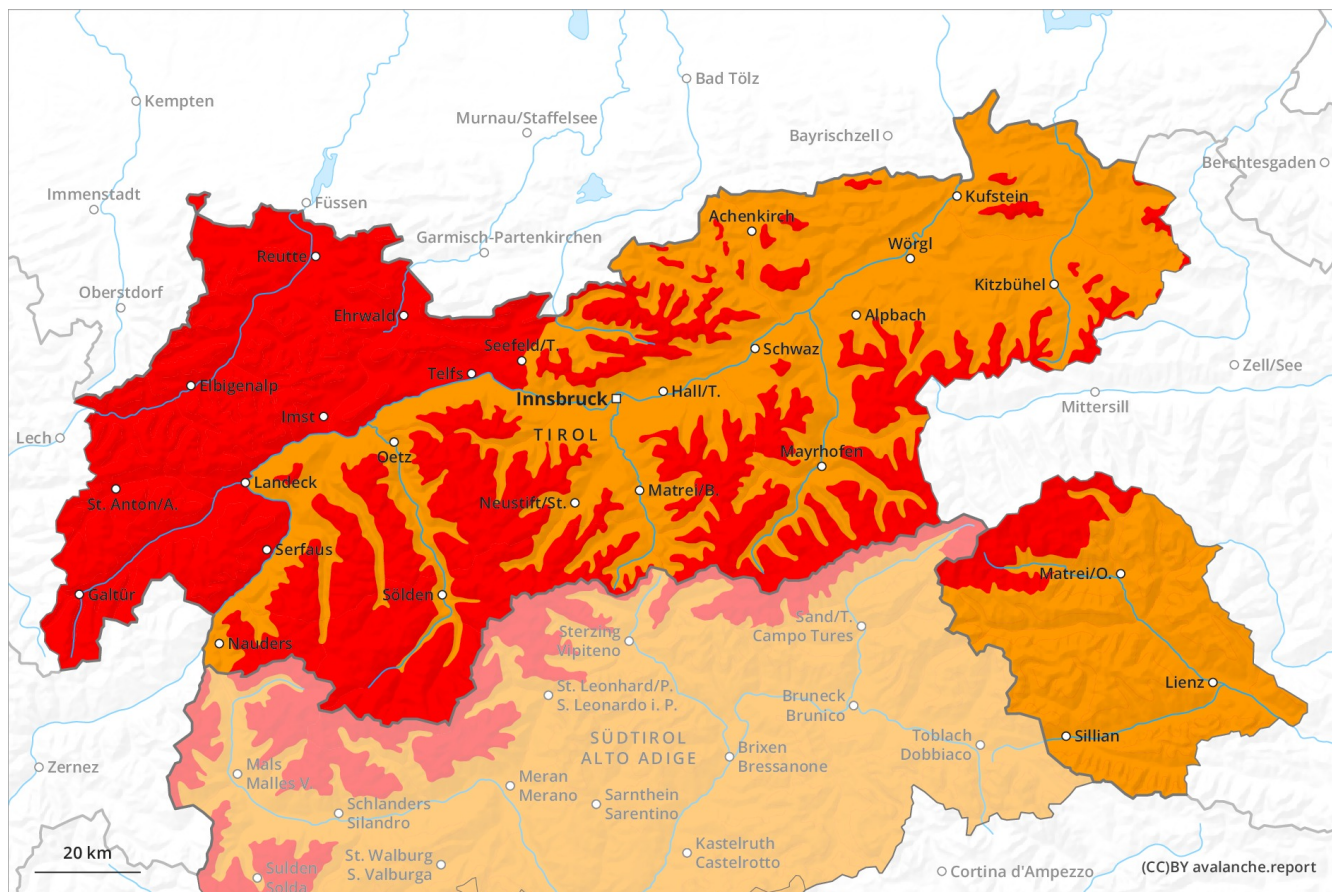 Bad Tölz
Kempten
Murnau/Staffelsee
Bayrischzell
Berchtesgaden
Immenstadt
Füssen
Kufstein
Achenkirch
Garmisch-Partenkirchen
Wörgl
Reutte
Kitzbühel
Oberstdorf
Ehrwald
Alpbach
Seefeld/T.
Schwaz
Zell/See
Telfs
Elbigenalp
Hall/T.
Innsbruck
Mittersill
Imst
Lech
TIROL
Oetz
Mayrhofen
Landeck
Matrei/B.
St. Anton/A.
Neustift/St.
Serfaus
Matrei/O.
Galtür
Sölden
Sand/T.
Campo Tures
Sterzing
Vipiteno
Nauders
Lienz
St. Leonhard/P.
S. Leonardo i. P.
Bruneck
Brunico
Sillian
SÜDTIROL
ALTO ADIGE
Toblach
Dobbiaco
Brixen
Bressanone
Zernez
Mals
Malles V.
Meran
Merano
Sarnthein
Sarentino
Schlanders
Silandro
Kastelruth
Castelrotto
20 km
St. Walburg
S. Valburga
Sulden
Solda
Cortina d'Ampezzo
(CC)BY avalanche.report